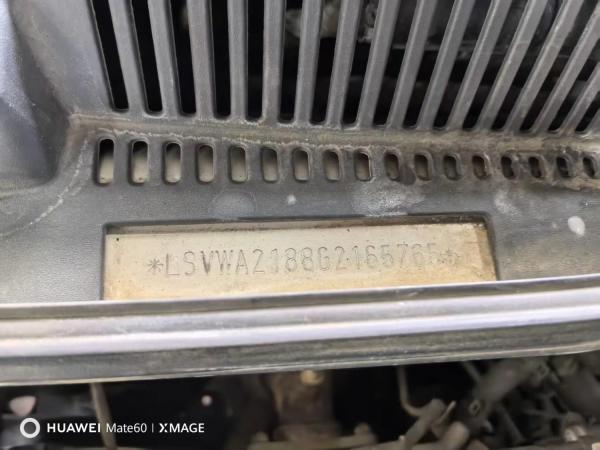 *LSVWA2188G2165765*
HUAWEI Mate60 | XMAGE